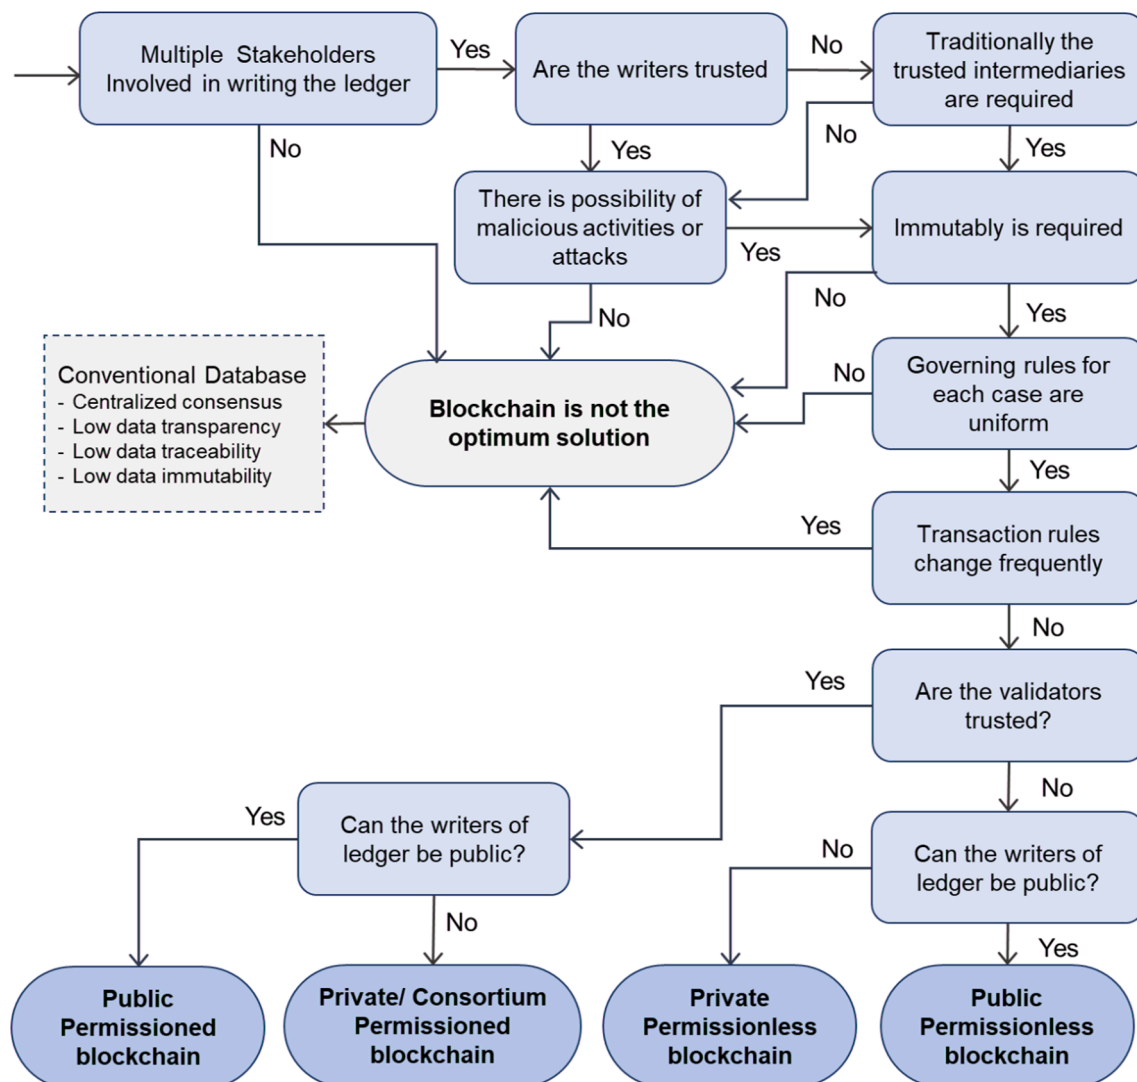 Multiple Stakeholders
Involved in writing the ledger
Yes
Are the writers trusted
No
Traditionally the
trusted intermediaries
are required
No
Yes
No
Yes
There is possibility of
malicious activities or
attacks
Yes
Immutably is required
No
No
Yes
Conventional Database
- Centralized consensus
- Low data transparency
- Low data traceability
- Low data immutability
Blockchain is not the
optimum solution
No
Governing rules for
each case are
uniform
Yes
Yes
Transaction rules
change frequently
No
Yes
Are the validators
trusted?
No
Yes
Can the writers of
ledger be public?
No
No
Can the writers of
ledger be public?
Yes
Public
Permissioned
blockchain
Private/ Consortium
Permissioned
blockchain
Private
Permissionless
blockchain
Public
Permissionless
blockchain